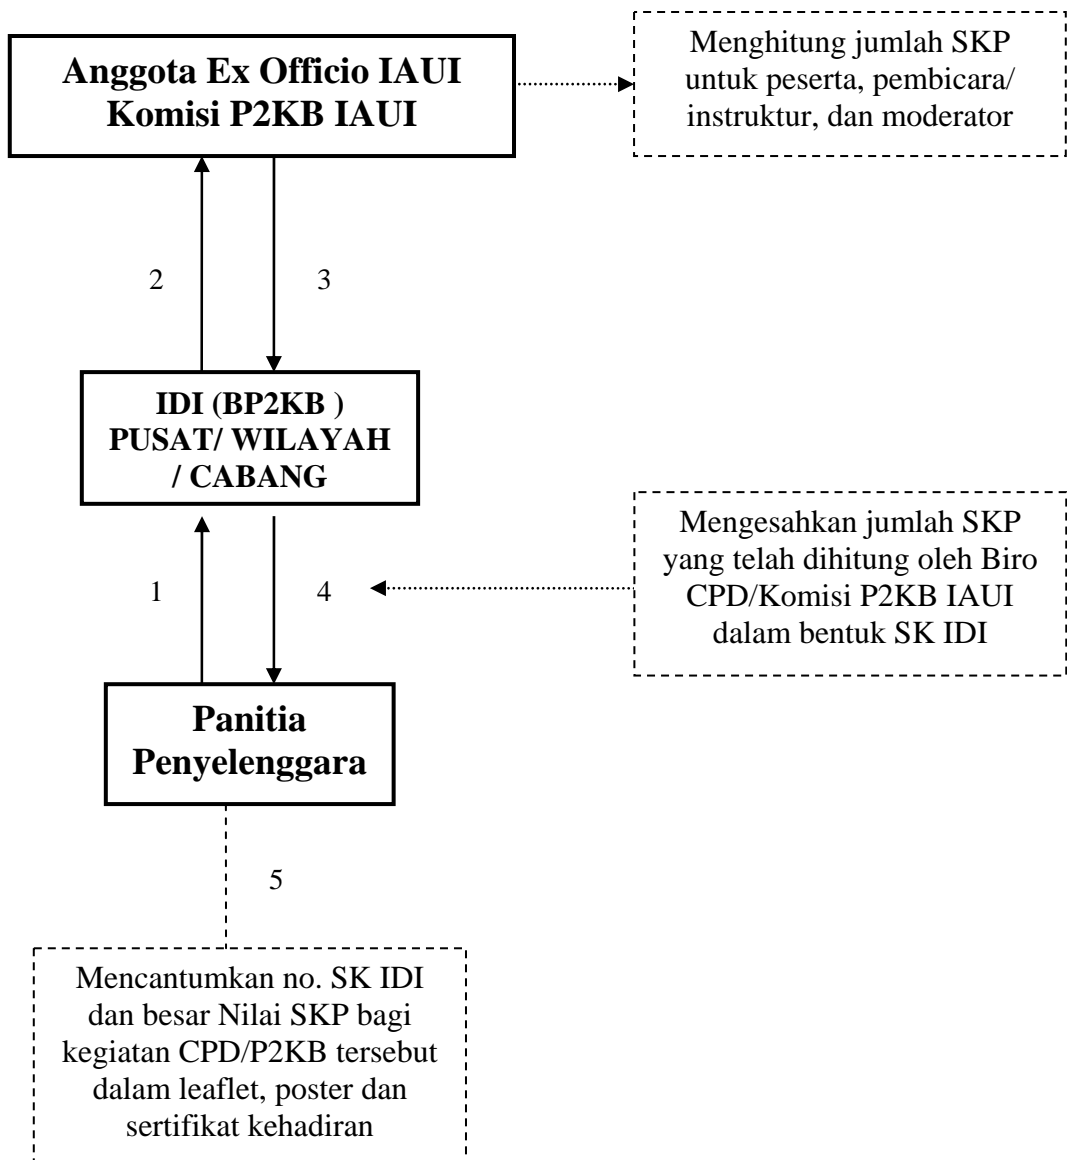 Anggota Ex Officio IAUI
Komisi P2KB IAUI
Menghitung jumlah SKP
untuk peserta, pembicara/
instruktur, dan moderator
2
3
IDI (BP2KB )
PUSAT/ WILAYAH
/ CABANG
1
4
Mengesahkan jumlah SKP
yang telah dihitung oleh Biro
CPD/Komisi P2KB IAUI
dalam bentuk SK IDI
Panitia
Penyelenggara
5
Mencantumkan no. SK IDI
dan besar Nilai SKP bagi
kegiatan CPD/P2KB tersebut
dalam leaflet, poster dan
sertifikat kehadiran